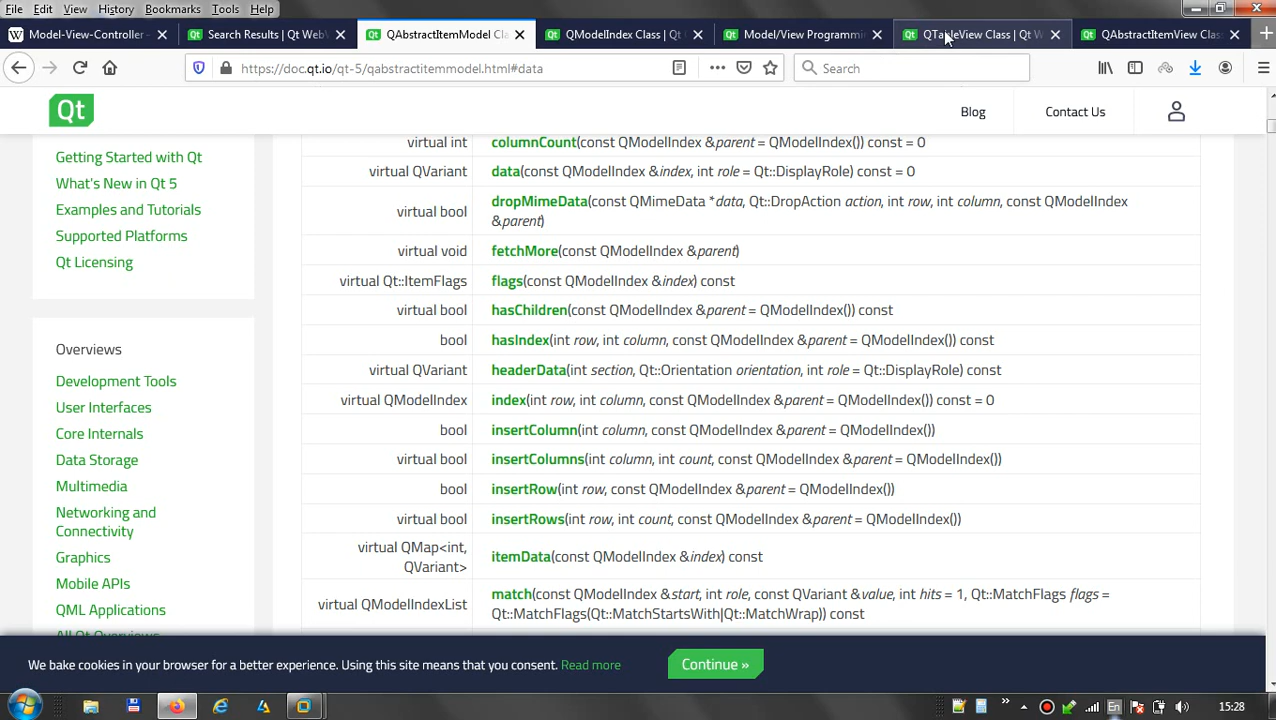 File Edit View History Bookmarks Tools Help
Model-View-Controller - Search Results | Qt WebV QAbstractItemModel Cla QModelIndex Class | Qt Model/View Programmin QTableView Class | Qt W QAbstractItemView Class
https://doc.qt.io/qt-5/qabstractitemmodel.html#data Search
Qt Blog Contact Us
Getting Started with Qt
What's New in Qt 5
Examples and Tutorials
Supported Platforms
Qt Licensing
Overviews
Development Tools
User Interfaces
Core Internals
Data Storage
Multimedia
Networking and
Connectivity
Graphics
Mobile APIs
QML Applications
All Qt Overviews
virtual int columnCount(const QModelIndex &parent = QModelIndex()) const = 0
virtual QVariant data(const QModelIndex &index, int role = Qt::DisplayRole) const = 0
virtual bool dropMimeData(const QMimeData *data, Qt::DropAction action, int row, int column, const QModelIndex
&parent)
virtual void fetchMore(const QModelIndex &parent)
virtual Qt::ItemFlags flags(const QModelIndex &index) const
virtual bool hasChildren(const QModelIndex &parent = QModelIndex()) const
bool hasIndex(int row, int column, const QModelIndex &parent = QModelIndex()) const
virtual QVariant headerData(int section, Qt::Orientation orientation, int role = Qt::DisplayRole) const
virtual QModelIndex index(int row, int column, const QModelIndex &parent = QModelIndex()) const = 0
bool insertColumn(int column, const QModelIndex &parent = QModelIndex())
virtual bool insertColumns(int column, int count, const QModelIndex &parent = QModelIndex())
bool insertRow(int row, const QModelIndex &parent = QModelIndex())
virtual bool insertRows(int row, int count, const QModelIndex &parent = QModelIndex())
virtual QMap<int,
QVariant> itemData(const QModelIndex &index) const
virtual QModelIndexList match(const QModelIndex &start, int role, const QVariant &value, int hits = 1, Qt::MatchFlags flags =
Qt::MatchFlags(Qt::MatchStartsWith|Qt::MatchWrap)) const
We bake cookies in your browser for a better experience. Using this site means that you consent. Read more Continue »
En 15:28